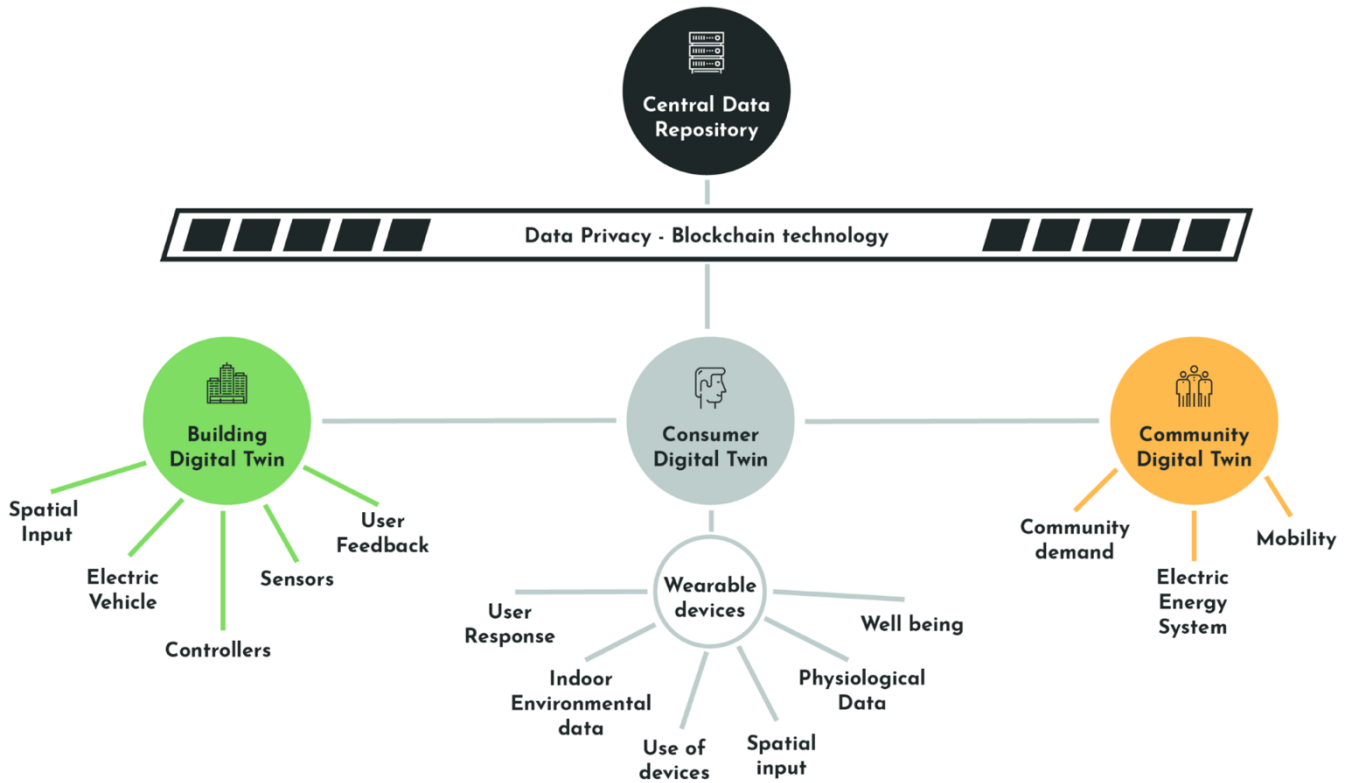 Central Data
Repository
Data Privacy - Blockchain technology
Building
Digital Twin
Consumer
Digital Twin
Community
Digital Twin
Spatial
Input
Electric
Vehicle
Controllers
Sensors
User
Feedback
Wearable
devices
User
Response
Indoor
Environmental
data
Use of
devices
Spatial
input
Physiological
Data
Well being
Community
demand
Electric
Energy
System
Mobility